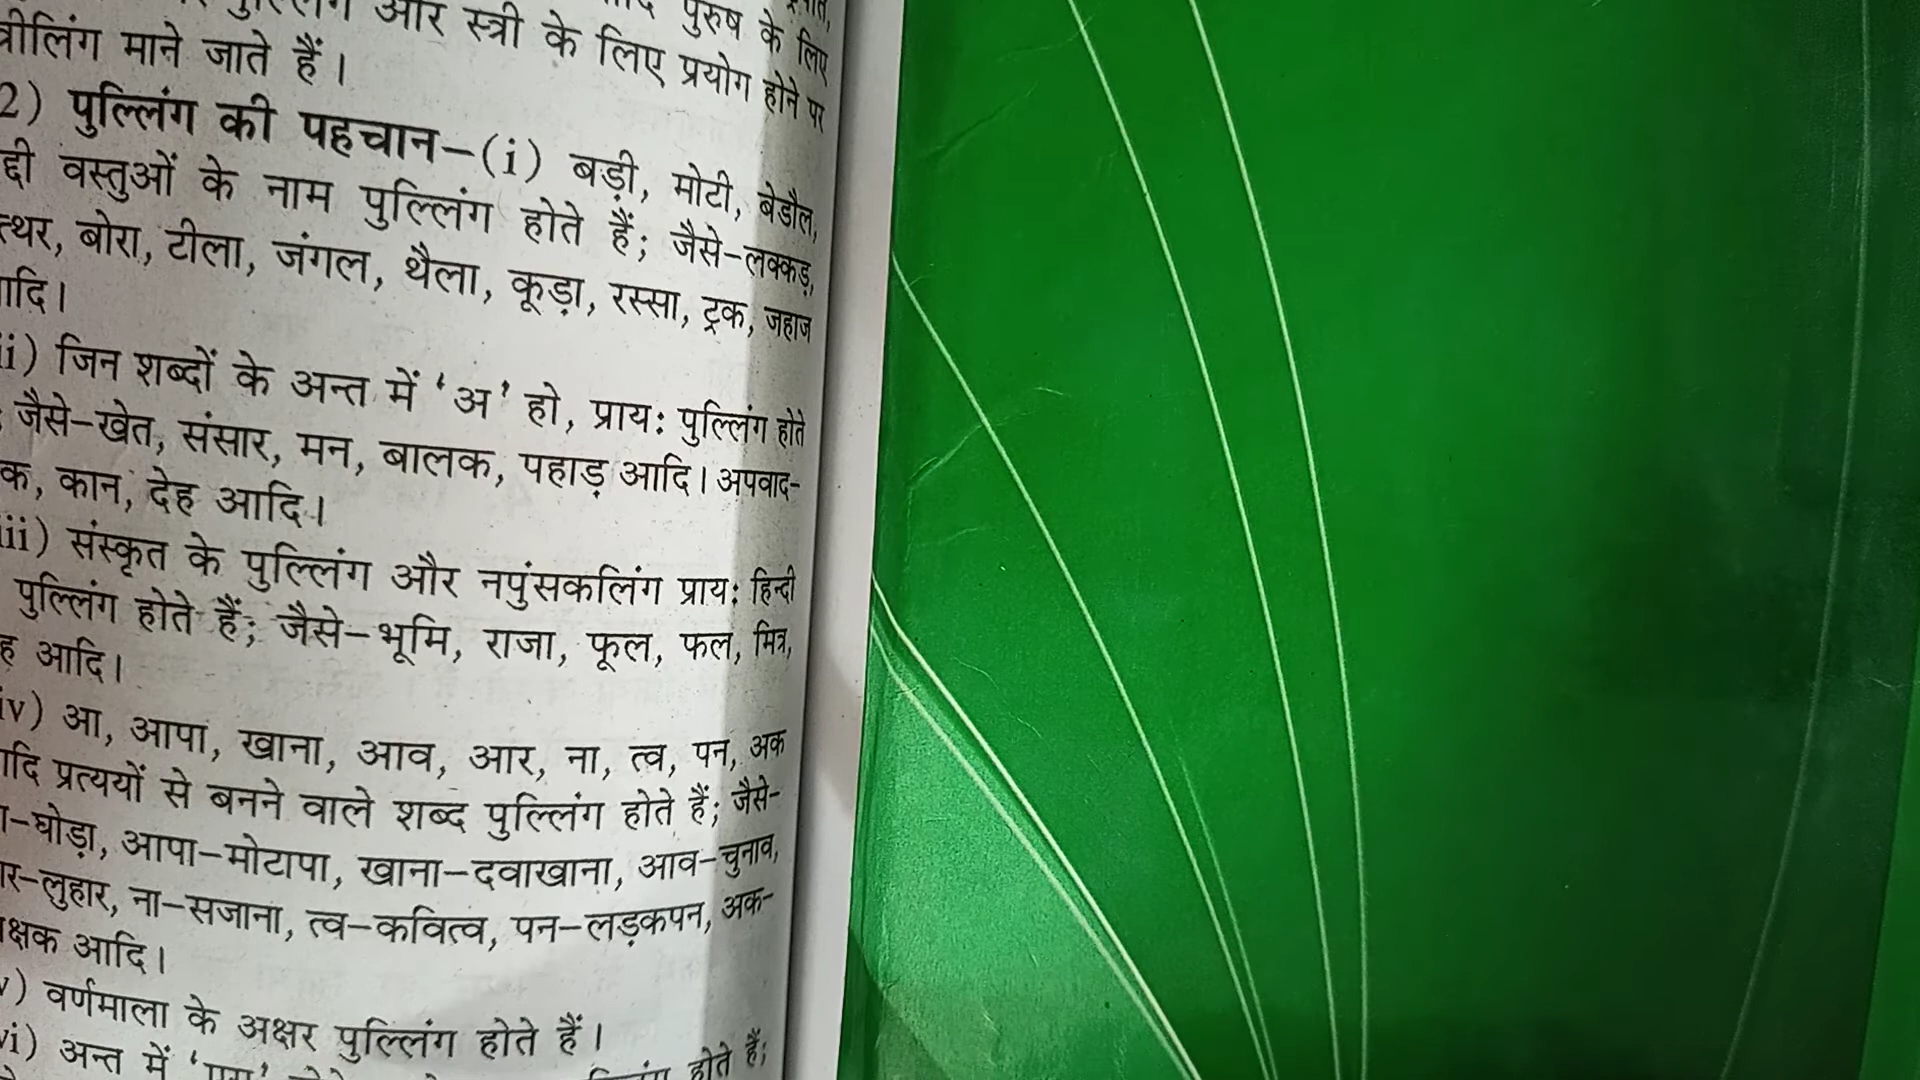 और स्त्री के लिए प्रयोग होने पर
माने जाते हैं।
2) पुल्लिंग की पहचान–(i) बड़ी, मोटी, बेडौल,
वस्तुओं के नाम पुल्लिंग होते हैं; जैसे–लक्कड़,
बोरा, टीला, जंगल, थैला, कूड़ा, रस्सा, ट्रक, जहाज
ादि।
ii) जिन शब्दों के अन्त में ‘अ’ हो, प्रायः पुल्लिंग होते
जैसे–खेत, संसार, मन, बालक, पहाड़ आदि। अपवाद-
क, कान, देह आदि।
iii) संस्कृत के पुल्लिंग और नपुंसकलिंग प्रायः हिन्दी
पुल्लिंग होते हैं; जैसे–भूमि, राजा, फूल, फल, मित्र,
ह आदि।
iv) आ, आपा, खाना, आव, आर, ना, त्व, पन, अक
ादि प्रत्ययों से बनने वाले शब्द पुल्लिंग होते हैं; जैसे-
–घोड़ा, आपा–मोटापा, खाना–दवाखाना, आव–चुनाव,
र–लुहार, ना–सजाना, त्व–कवित्व, पन–लड़कपन, अक-
क्षक आदि।
v) वर्णमाला के अक्षर पुल्लिंग होते हैं।
vi) अन्त में होते हैं;